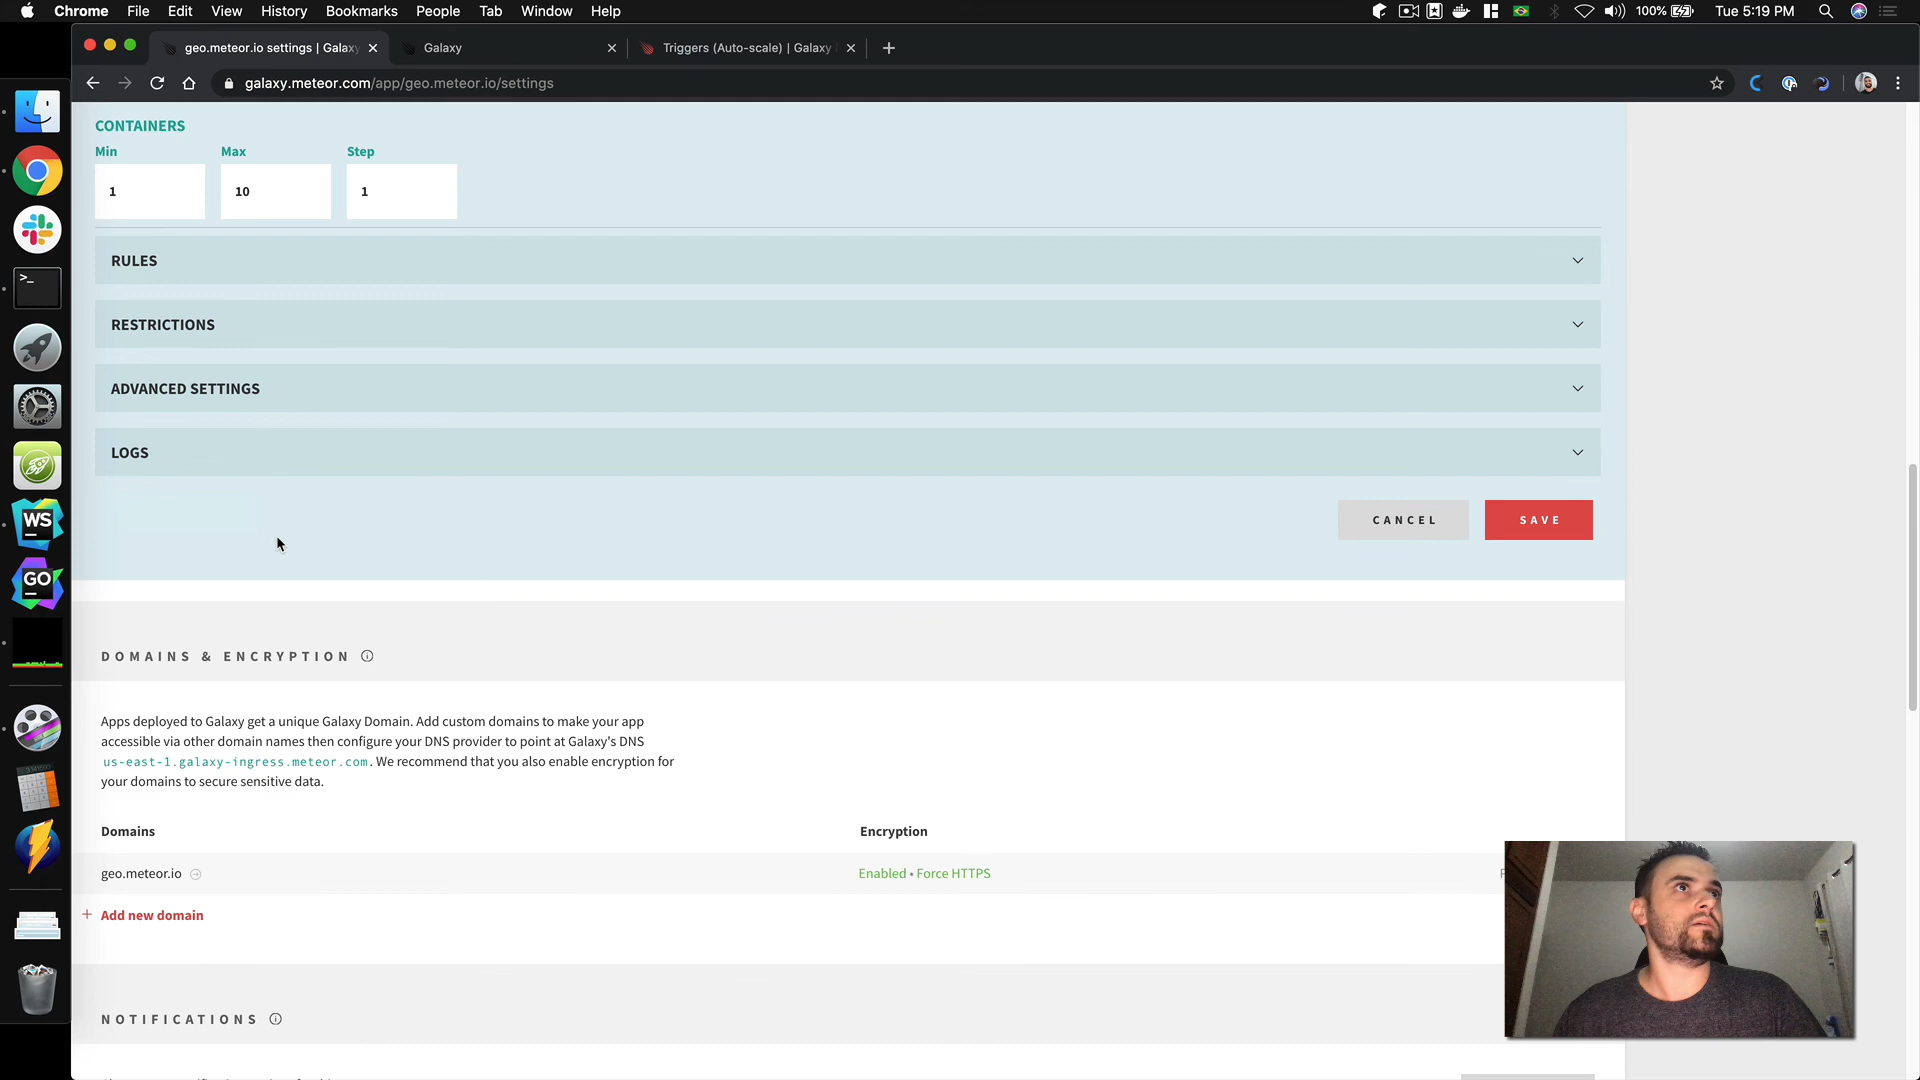 Chrome File Edit View History Bookmarks People Tab Window Help 100% Tue 5:19 PM
geo.meteor.io settings | Galax Galaxy Triggers (Auto-scale) | Galaxy
galaxy.meteor.com/app/geo.meteor.io/settings
CONTAINERS
Min Max Step
1 10 1
RULES
RESTRICTIONS
ADVANCED SETTINGS
LOGS
CANCEL SAVE
WS
GO
DOMAINS & ENCRYPTION
Apps deployed to Galaxy get a unique Galaxy Domain. Add custom domains to make your app
accessible via other domain names then configure your DNS provider to point at Galaxy's DNS
us-east-1.galaxy-ingress.meteor.com. We recommend that you also enable encryption for
your domains to secure sensitive data.
Domains Encryption
geo.meteor.io Enabled • Force HTTPS
+ Add new domain
NOTIFICATIONS